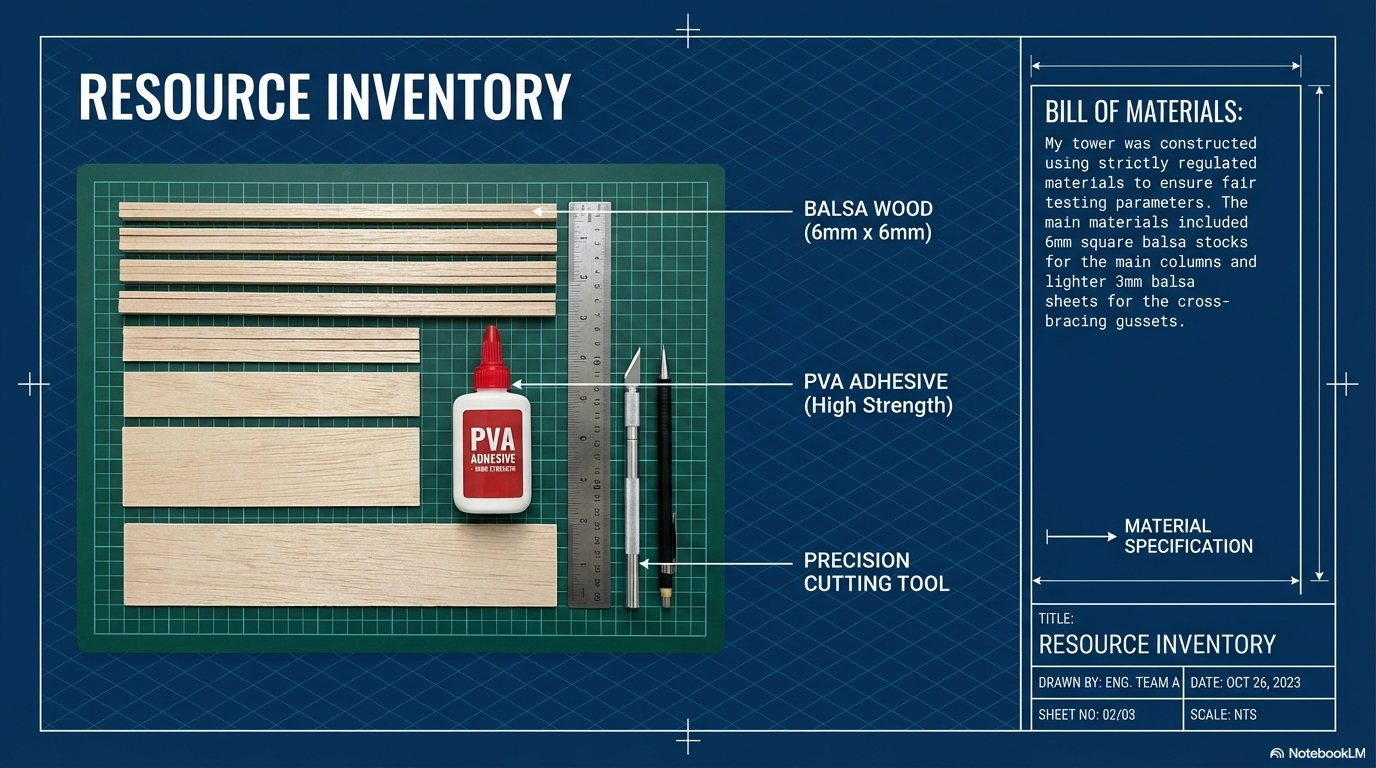 RESOURCE INVENTORY
BALSA WOOD
(6mm x 6mm)
PVA ADHESIVE
(High Strength)
PRECISION
CUTTING TOOL
PVA
ADHESIVE
BILL OF MATERIALS:
My tower was constructed
using strictly regulated
materials to ensure fair
testing parameters. The
main materials included
6mm square balsa stocks
for the main columns and
lighter 3mm balsa
sheets for the cross-
bracing gussets.
MATERIAL
SPECIFICATION
TITLE:
RESOURCE INVENTORY
DRAWN BY: ENG. TEAM A
DATE: OCT 26, 2023
SHEET NO: 02/03
SCALE: NTS
NotebookLM